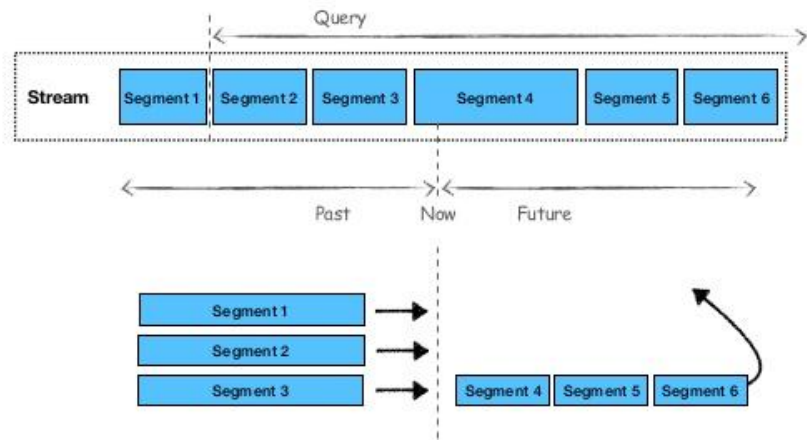 Query
Stream Segment 1 Segment 2 Segment 3 Segment 4 Segment 5 Segment 6
Past Now Future
Segment 1
Segment 2
Segment 3 Segment 4 Segment 5 Segment 6